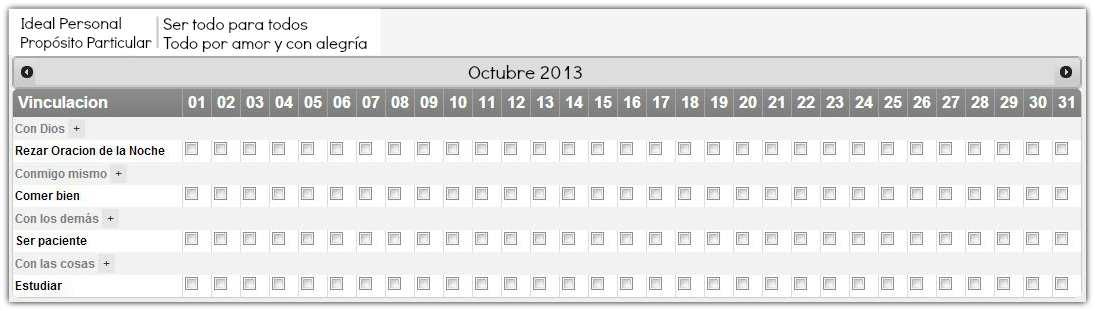 Ideal Personal | Ser todo para todos
Propósito Particular | Todo por amor y con alegría
Octubre 2013
Vinculacion 01 02 03 04 05 06 07 08 09 10 11 12 13 14 15 16 17 18 19 20 21 22 23 24 25 26 27 28 29 30 31
Con Dios +
Rezar Oracion de la Noche
Conmigo mismo +
Comer bien
Con los demás +
Ser paciente
Con las cosas +
Estudiar